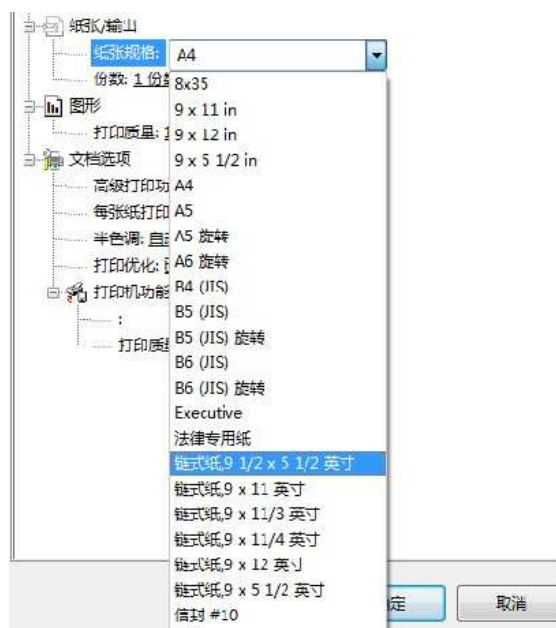 纸张/输出
纸张规格: A4
份数: 1 份
8x35
图形
9 x 11 in
打印质量:
9 x 12 in
文档选项
9 x 5 1/2 in
高级打印功
A4
每张纸打印
A5
半色调:
A5 旋转
打印优化:
A6 旋转
打印机功能
B4 (JIS)
:
B5 (JIS)
打印质量
B5 (JIS) 旋转
B6 (JIS)
B6 (JIS) 旋转
Executive
法律专用纸
链式纸,9 1/2 x 5 1/2 英寸
链式纸,9 x 11 英寸
链式纸,9 x 11/3 英寸
链式纸,9 x 11/4 英寸
链式纸,9 x 12 英寸
链式纸,9 x 5 1/2 英寸
信封 #10
定
取消